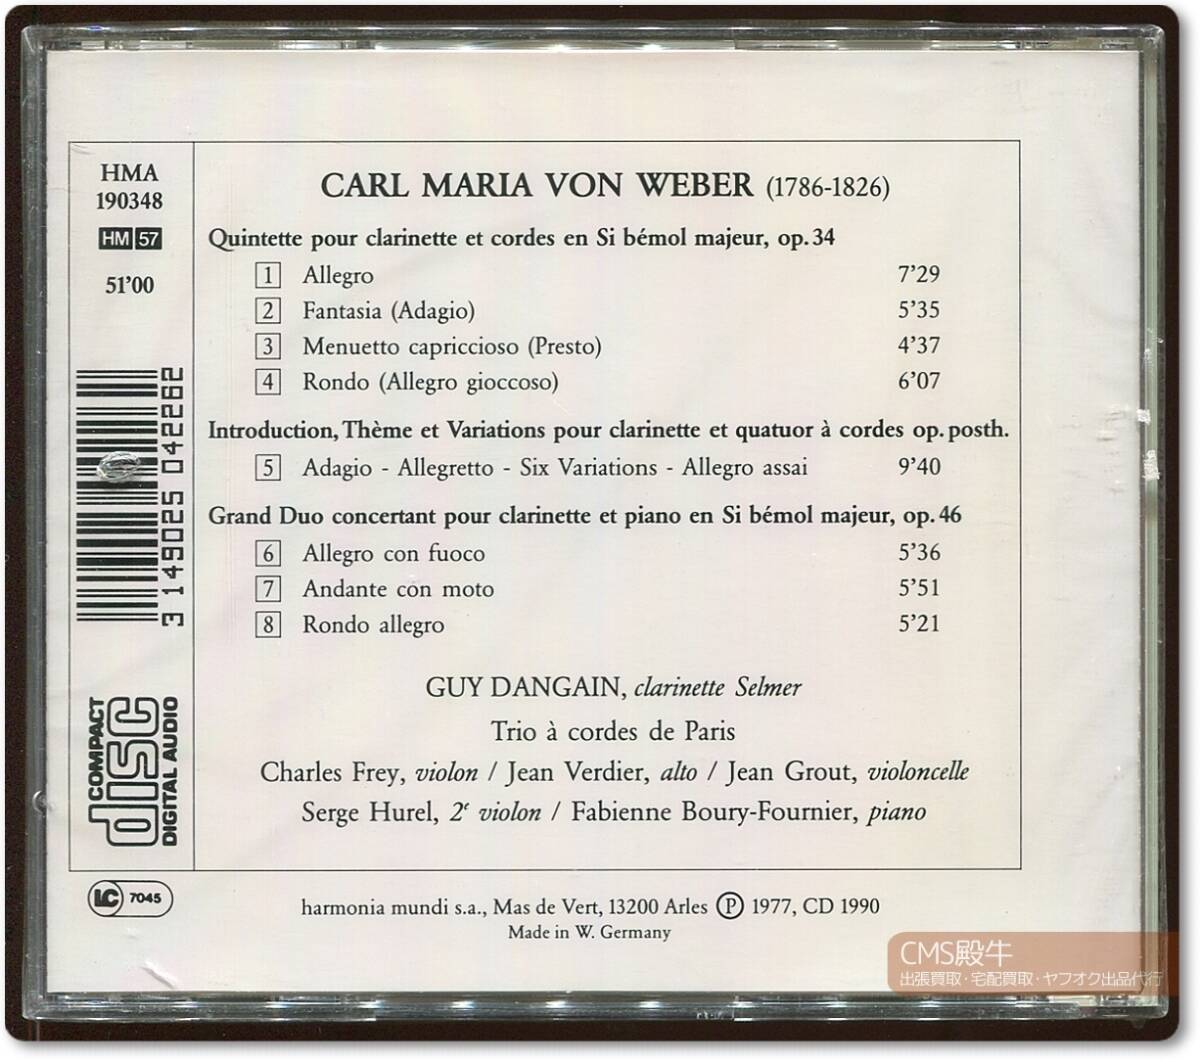 HMA
190348
HM 57
51'00
3 149025 042262
COMPACT
disc
DIGITAL AUDIO
CARL MARIA VON WEBER (1786-1826)
Quintette pour clarinette et cordes en Si bémol majeur, op. 34
1 Allegro 7'29
2 Fantasia (Adagio) 5'35
3 Menuetto capriccioso (Presto) 4'37
4 Rondo (Allegro gioccoso) 6'07
Introduction, Thème et Variations pour clarinette et quatuor à cordes op. posth.
5 Adagio - Allegretto - Six Variations - Allegro assai 9'40
Grand Duo concertant pour clarinette et piano en Si bémol majeur, op. 46
6 Allegro con fuoco 5'36
7 Andante con moto 5'51
8 Rondo allegro 5'21
GUY DANGAIN, clarinette Selmer
Trio à cordes de Paris
Charles Frey, violon / Jean Verdier, alto / Jean Grout, violoncelle
Serge Hurel, 2e violon / Fabienne Boury-Fournier, piano
LC 7045
harmonia mundi s.a., Mas de Vert, 13200 Arles Ⓟ 1977, CD 1990
Made in W. Germany
CMS殿牛
出張買取・宅配買取・ヤフオク出品代行